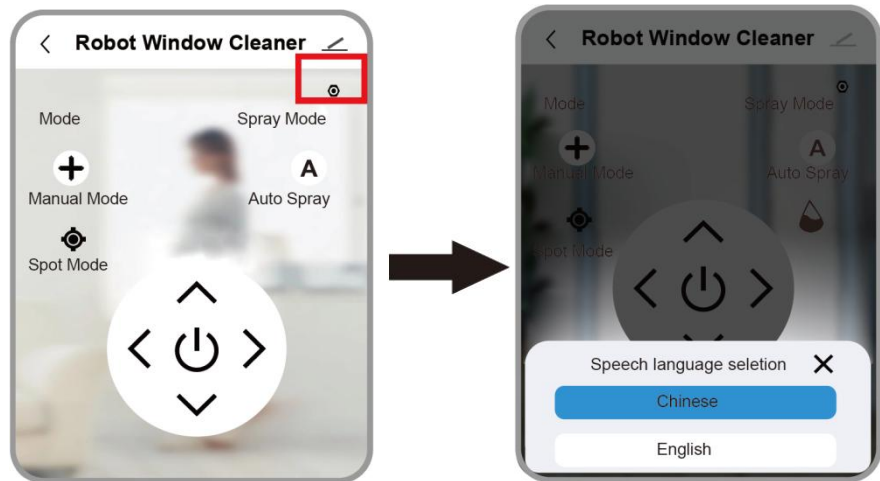 Robot Window Cleaner
Mode
Spray Mode
A
Manual Mode
Auto Spray
Spot Mode
Robot Window Cleaner
Mode
Spray Mode
A
Manual Mode
Auto Spray
Spot Mode
Speech language seletion
Chinese
English